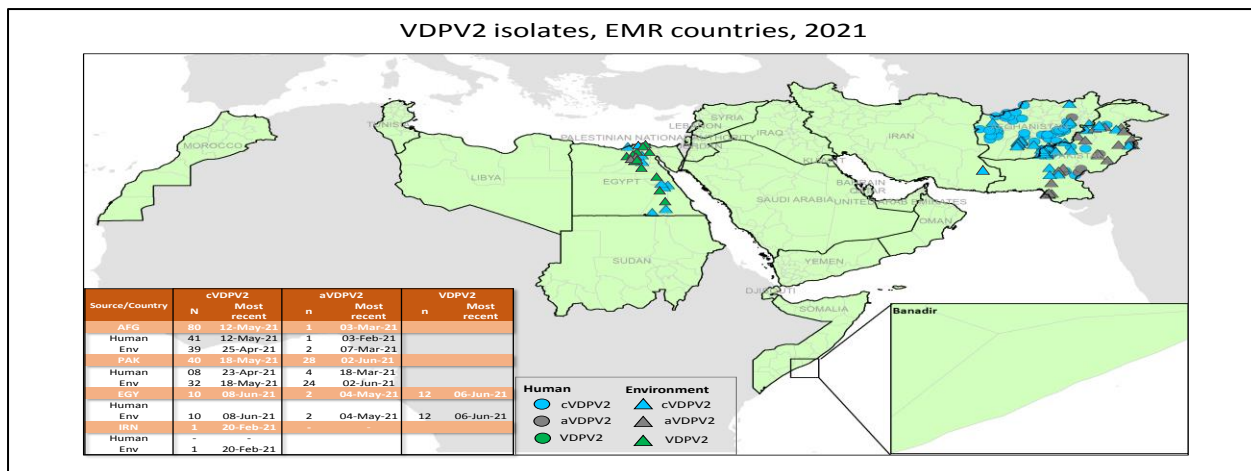 VDPV2 isolates, EMR countries, 2021
MOROCCO
TUNIS
LIBYA
EGYPT
SUDAN
LEBANON
SYRIA
PALESTINIAN NATIONAL AUTHORITY
JORDAN
IRAQ
KUWAIT
IRAN
BAHRAIN
QATAR
SAUDI ARABIA
UNITED ARAB EMIRATES
OMAN
YEMEN
DJIBOUTI
SOMALIA
AFGHANISTAN
PAKISTAN
Banadir
Source/Country cVDPV2 aVDPV2 VDPV2
N Most recent n Most recent n Most recent
AFG 80 12-May-21 1 03-Mar-21
Human 41 12-May-21 1 03-Feb-21
Env 39 25-Apr-21 2 07-Mar-21
PAK 40 18-May-21 28 02-Jun-21
Human 08 23-Apr-21 4 18-Mar-21
Env 32 18-May-21 24 02-Jun-21
EGY 10 08-Jun-21 2 04-May-21 12 06-Jun-21
Human
Env 10 08-Jun-21 2 04-May-21 12 06-Jun-21
IRN 1 20-Feb-21 - -
Human - -
Env 1 20-Feb-21
Human Environment
cVDPV2 cVDPV2
aVDPV2 aVDPV2
VDPV2 VDPV2